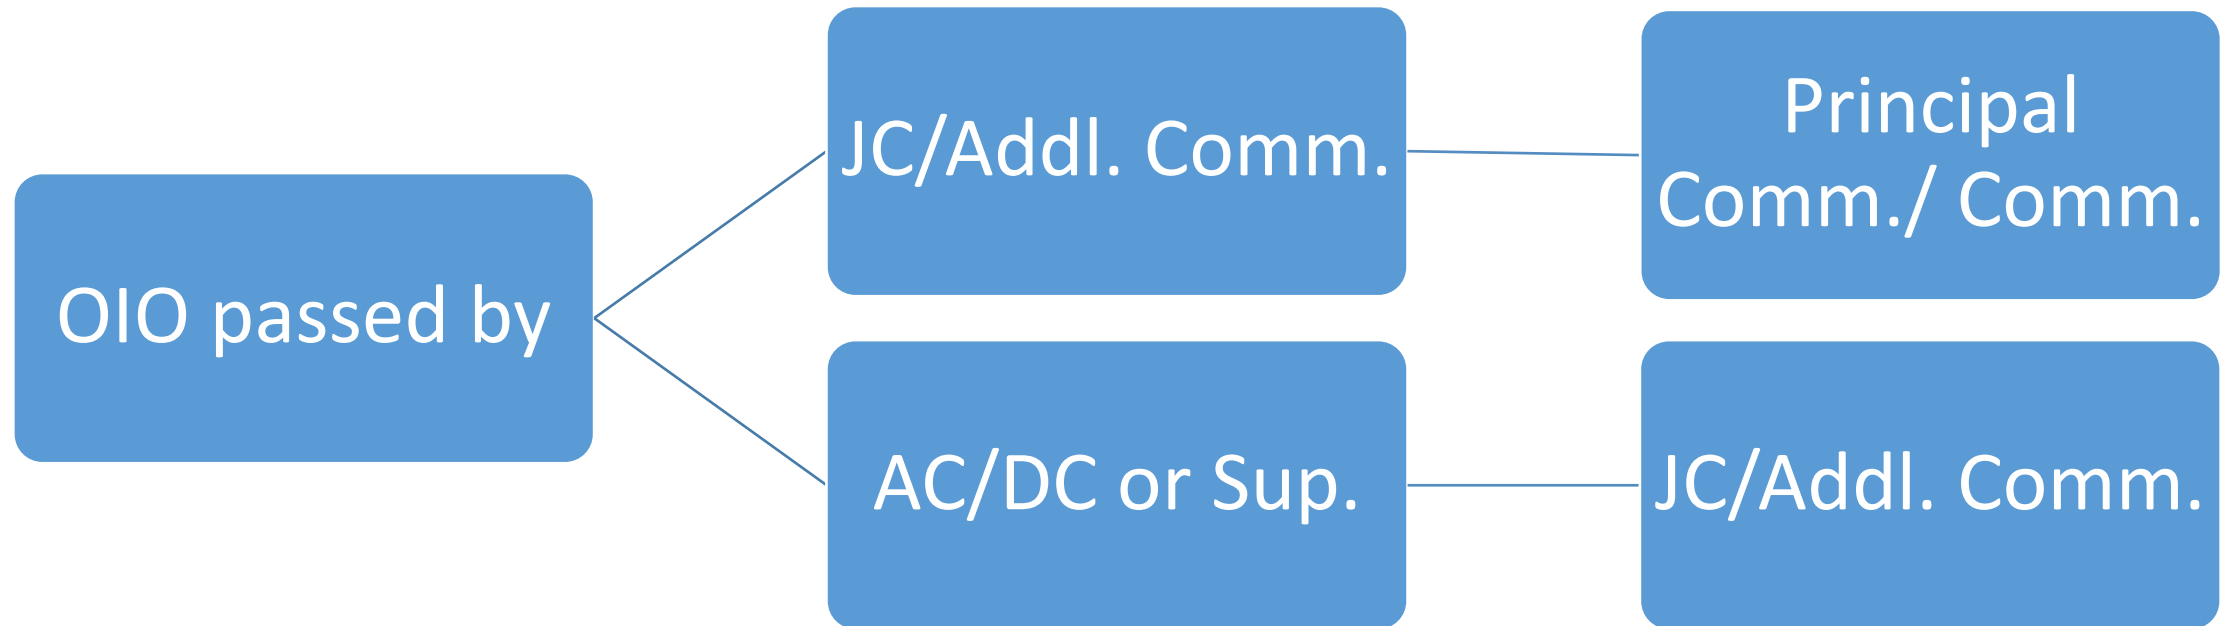 OIO passed by
JC/Addl. Comm.
Principal
Comm./ Comm.
AC/DC or Sup.
JC/Addl. Comm.